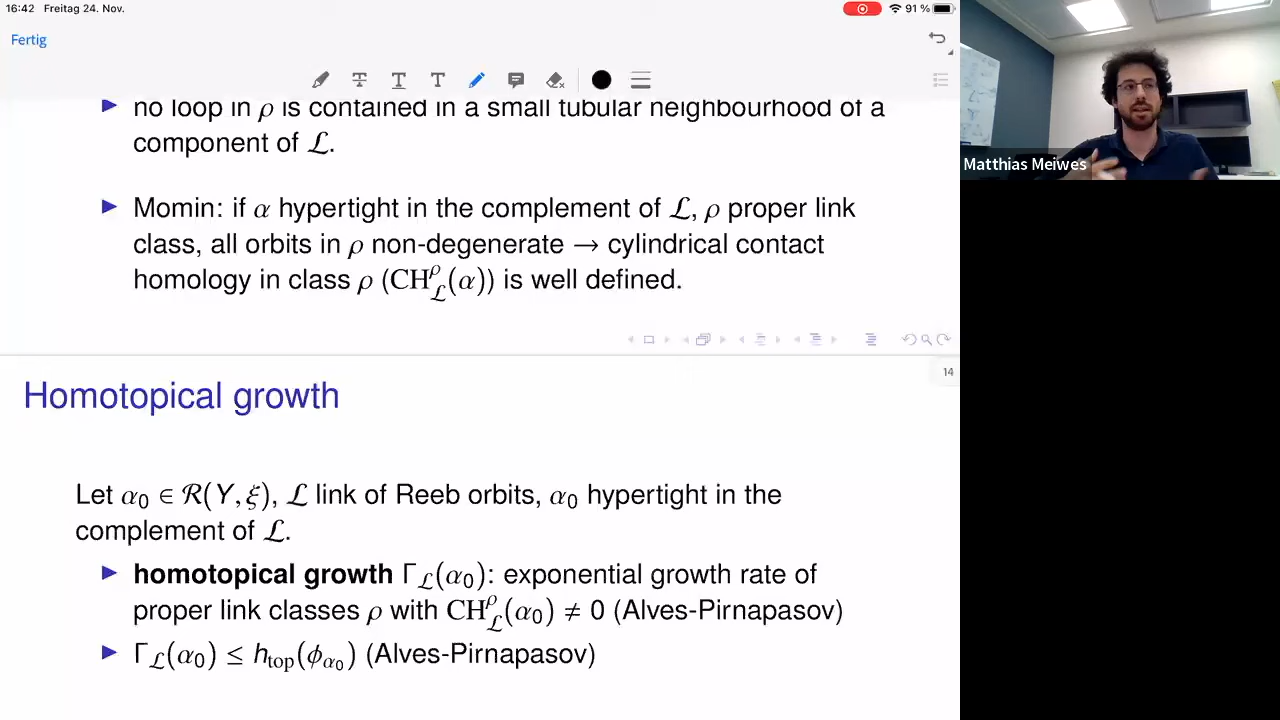 16:42 Freitag 24. Nov.
91 %
Fertig
no loop in ρ is contained in a small tubular neighbourhood of a
component of ℒ.
Matthias Meiwes
▶ Momin: if α hypertight in the complement of ℒ, ρ proper link
class, all orbits in ρ non-degenerate → cylindrical contact
homology in class ρ (CH^ρ_ℒ(α)) is well defined.
14
Homotopical growth
Let α₀ ∈ ℛ(Y, ξ), ℒ link of Reeb orbits, α₀ hypertight in the
complement of ℒ.
▶ homotopical growth Γ_ℒ(α₀): exponential growth rate of
proper link classes ρ with CH^ρ_ℒ(α₀) ≠ 0 (Alves-Pirnapasov)
▶ Γ_ℒ(α₀) ≤ h_top(ϕ_α₀) (Alves-Pirnapasov)